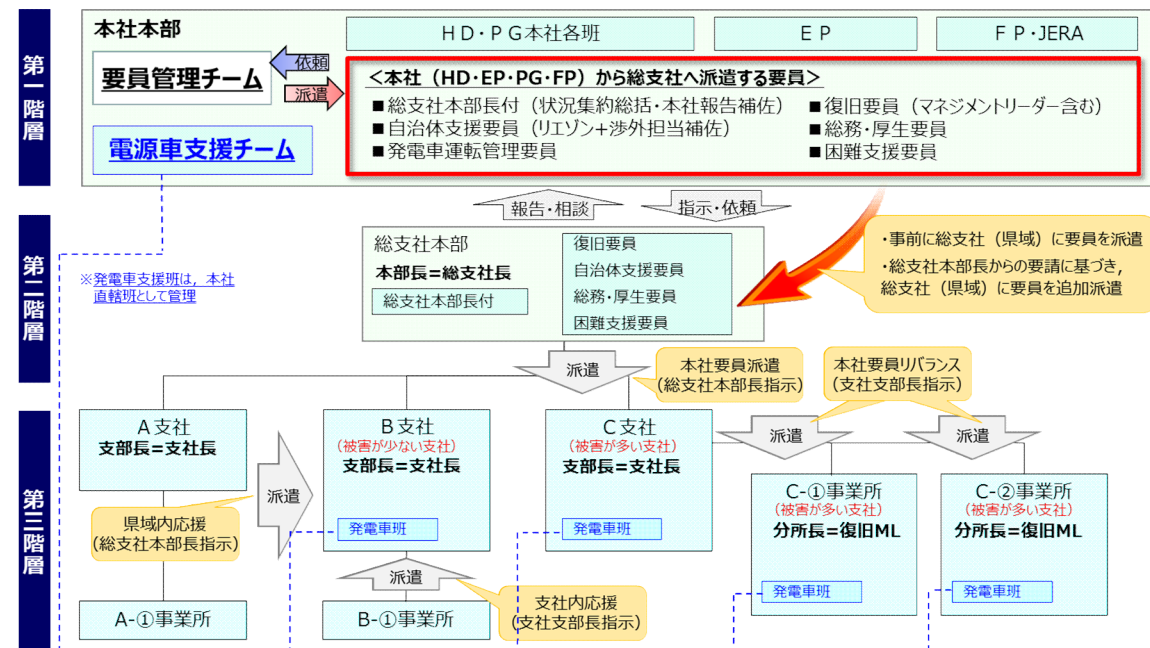 第一階層
本社本部
HD・PG本社各班
EP
FP・JERA
要員管理チーム
依頼
派遣
電源車支援チーム
＜本社（HD・EP・PG・FP）から総支社へ派遣する要員＞
■総支社本部長付（状況集約総括・本社報告補佐）
■自治体支援要員（リエゾン+渉外担当補佐）
■発電車運転管理要員
■復旧要員（マネジメントリーダー含む）
■総務・厚生要員
■困難支援要員
報告・相談
指示・依頼
第二階層
※発電車支援班は，本社
直轄班として管理
総支社本部
本部長=総支社長
総支社本部長付
復旧要員
自治体支援要員
総務・厚生要員
困難支援要員
・事前に総支社（県域）に要員を派遣
・総支社本部長からの要請に基づき，
総支社（県域）に要員を追加派遣
派遣
本社要員派遣
(総支社本部長指示)
本社要員リバランス
(支社支部長指示)
第三階層
A支社
支部長=支社長
派遣
県域内応援
(総支社本部長指示)
A-①事業所
B支社
(被害が少ない支社)
支部長=支社長
発電車班
派遣
B-①事業所
支社内応援
(支社支部長指示)
C支社
(被害が多い支社)
支部長=支社長
発電車班
派遣
派遣
C-①事業所
(被害が多い支社)
分所長=復旧ML
発電車班
C-②事業所
(被害が多い支社)
分所長=復旧ML
発電車班